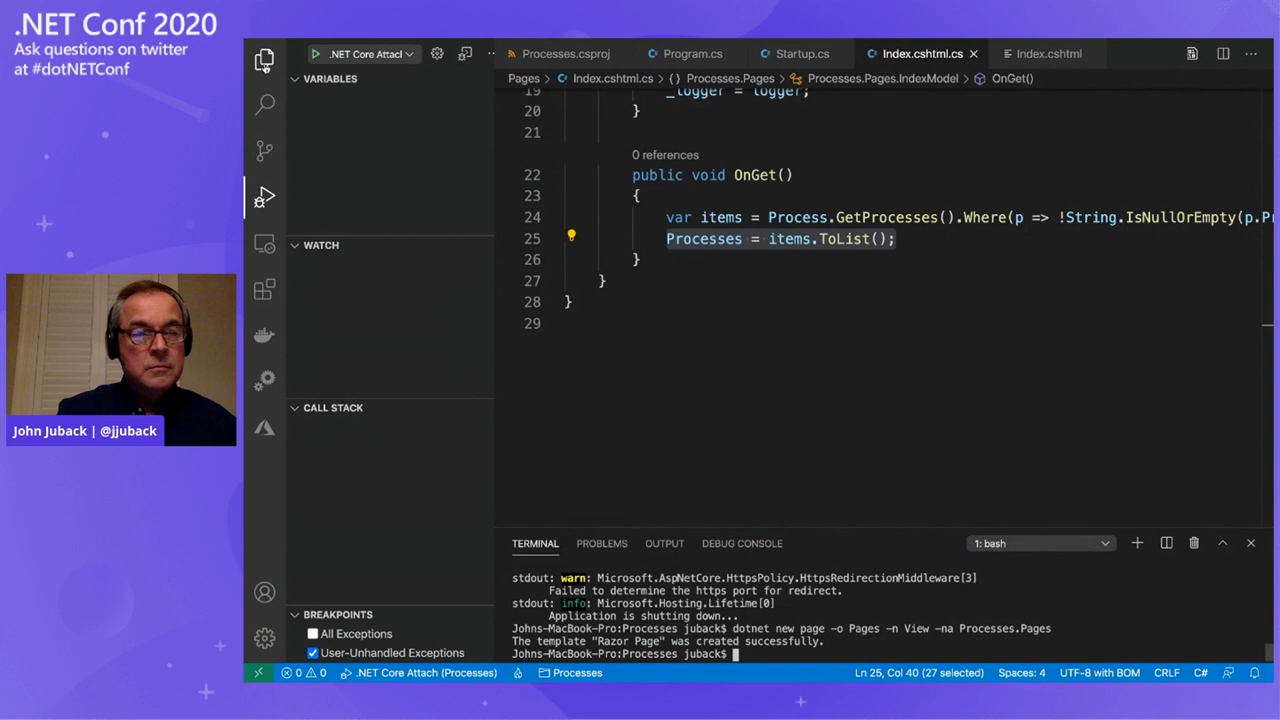 .NET Conf 2020
Ask questions on twitter
at #dotNETConf
John Juback | @jjuback
.NET Core Attacl
Processes.csproj
Program.cs
Startup.cs
Index.cshtml.cs
Index.cshtml
VARIABLES
Pages > Index.cshtml.cs > {} Processes.Pages > Processes.Pages.IndexModel > OnGet()
19 _logger = logger;
20 }
21
0 references
22 public void OnGet()
23 {
24 var items = Process.GetProcesses().Where(p => !String.IsNullOrEmpty(p.Pr
25 Processes = items.ToList();
26 }
27 }
28 }
29
WATCH
CALL STACK
BREAKPOINTS
All Exceptions
User-Unhandled Exceptions
TERMINAL PROBLEMS OUTPUT DEBUG CONSOLE
1: bash
stdout: warn: Microsoft.AspNetCore.HttpsPolicy.HttpsRedirectionMiddleware[3]
Failed to determine the https port for redirect.
stdout: info: Microsoft.Hosting.Lifetime[0]
Application is shutting down...
Johns-MacBook-Pro:Processes juback$ dotnet new page -o Pages -n View -na Processes.Pages
The template "Razor Page" was created successfully.
Johns-MacBook-Pro:Processes juback$
0 0 .NET Core Attach (Processes) Processes Ln 25, Col 40 (27 selected) Spaces: 4 UTF-8 with BOM CRLF C#